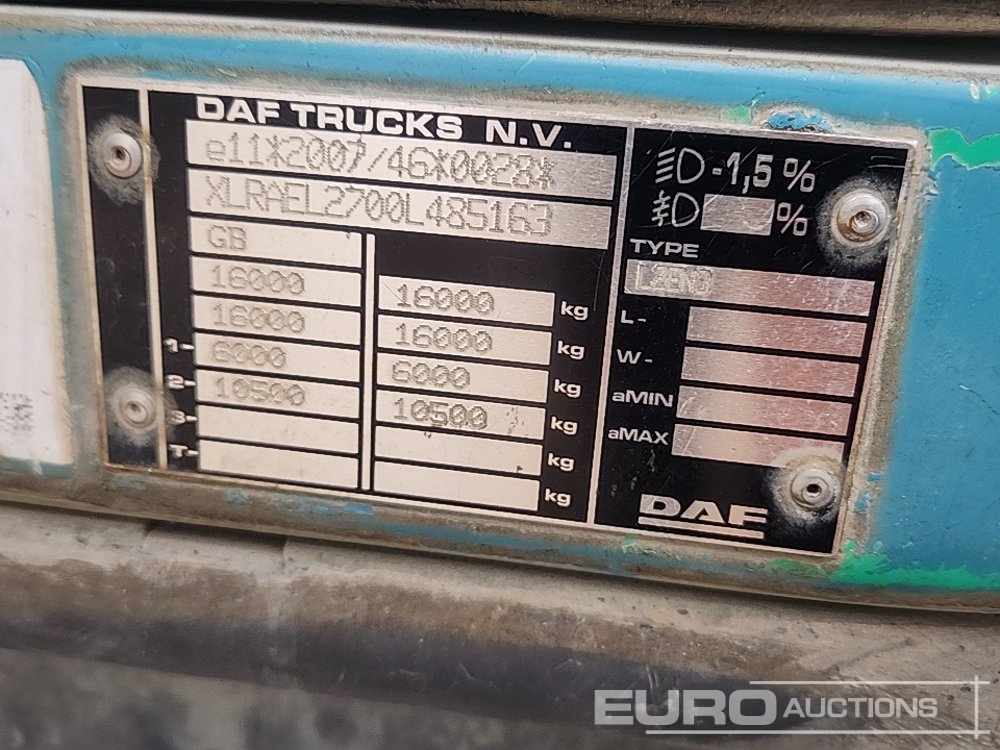 DAF TRUCKS N.V.
e11*2007/46*0028*
XLRAEL2700L485163
GB
16000 16000 kg
16000 16000 kg
1- 6000 6000 kg
2- 10500 10500 kg
3- kg
T- kg
-1,5%
%
TYPE
L-
W-
aMIN
aMAX
DAF
EURO AUCTIONS